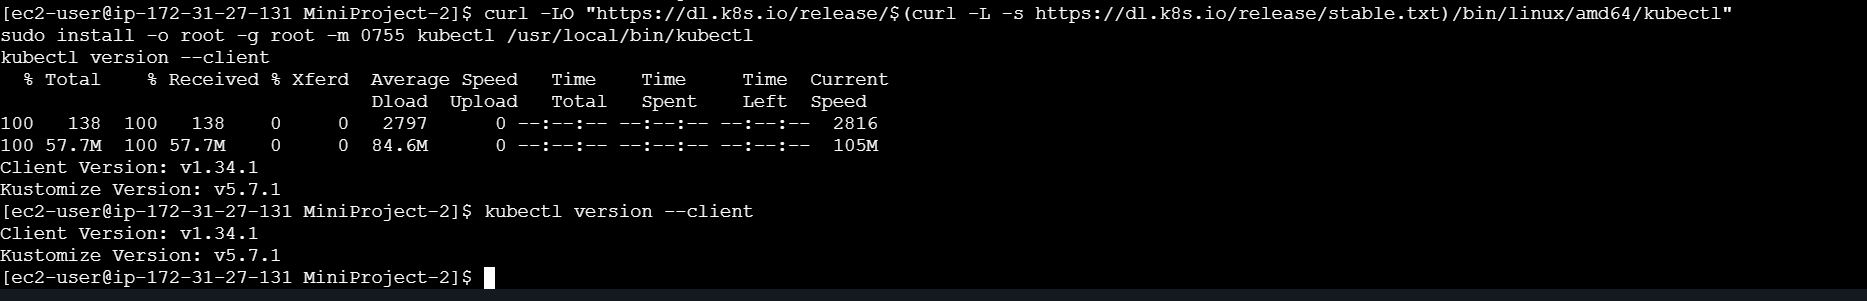 [ec2-user@ip-172-31-27-131 MiniProject-2]$ curl -LO "https://dl.k8s.io/release/$(curl -L -s https://dl.k8s.io/release/stable.txt)/bin/linux/amd64/kubectl"
sudo install -o root -g root -m 0755 kubectl /usr/local/bin/kubectl
kubectl version --client
  % Total    % Received % Xferd  Average Speed   Time    Time     Time  Current
                                 Dload  Upload   Total   Spent    Left  Speed
100   138  100   138    0     0   2797      0 --:--:-- --:--:-- --:--:--  2816
100 57.7M  100 57.7M    0     0  84.6M      0 --:--:-- --:--:-- --:--:--  105M
Client Version: v1.34.1
Kustomize Version: v5.7.1
[ec2-user@ip-172-31-27-131 MiniProject-2]$ kubectl version --client
Client Version: v1.34.1
Kustomize Version: v5.7.1
[ec2-user@ip-172-31-27-131 MiniProject-2]$